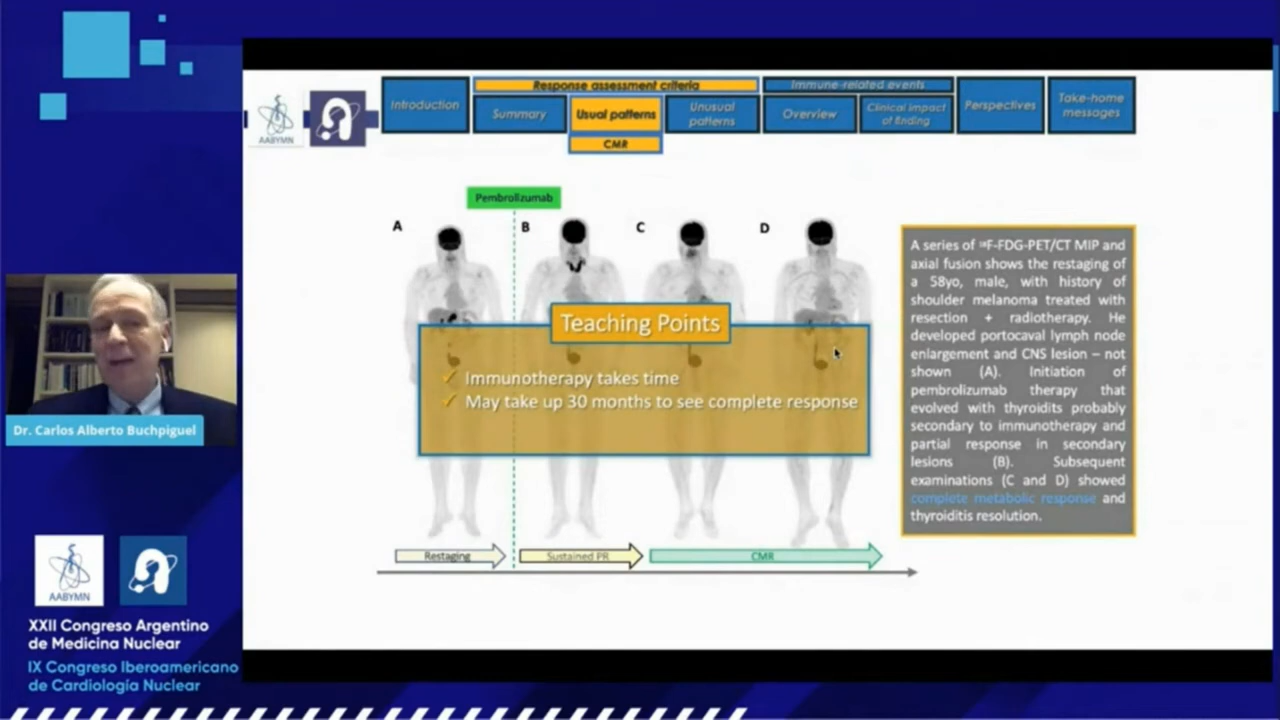 Introduction
Response assessment criteria
Summary
Usual patterns
Unusual
patterns
CMR
Immune-related events
Overview
Clinical impact
of finding
Perspectives
Take-home
messages
AABYMN
Pembrolizumab
A
B
C
D
Teaching Points
✓ Immunotherapy takes time
✓ May take up 30 months to see complete response
Restaging
Sustained PR
CMR
A series of ¹⁸F-FDG-PET/CT MIP and
axial fusion shows the restaging of
a 58yo, male, with history of
shoulder melanoma treated with
resection + radiotherapy. He
developed portocaval lymph node
enlargement and CNS lesion – not
shown (A). Initiation of
pembrolizumab therapy that
evolved with thyroidits probably
secondary to immunotherapy and
partial response in secondary
lesions (B). Subsequent
examinations (C and D) showed
complete metabolic response and
thyroiditis resolution.
Dr. Carlos Alberto Buchpiguel
AABYMN
XXII Congreso Argentino
de Medicina Nuclear
IX Congreso Iberoamericano
de Cardiología Nuclear